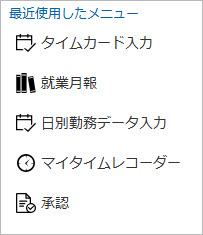 最近使用したメニュー
タイムカード入力
就業月報
日別勤務データ入力
マイタイムレコーダー
承認